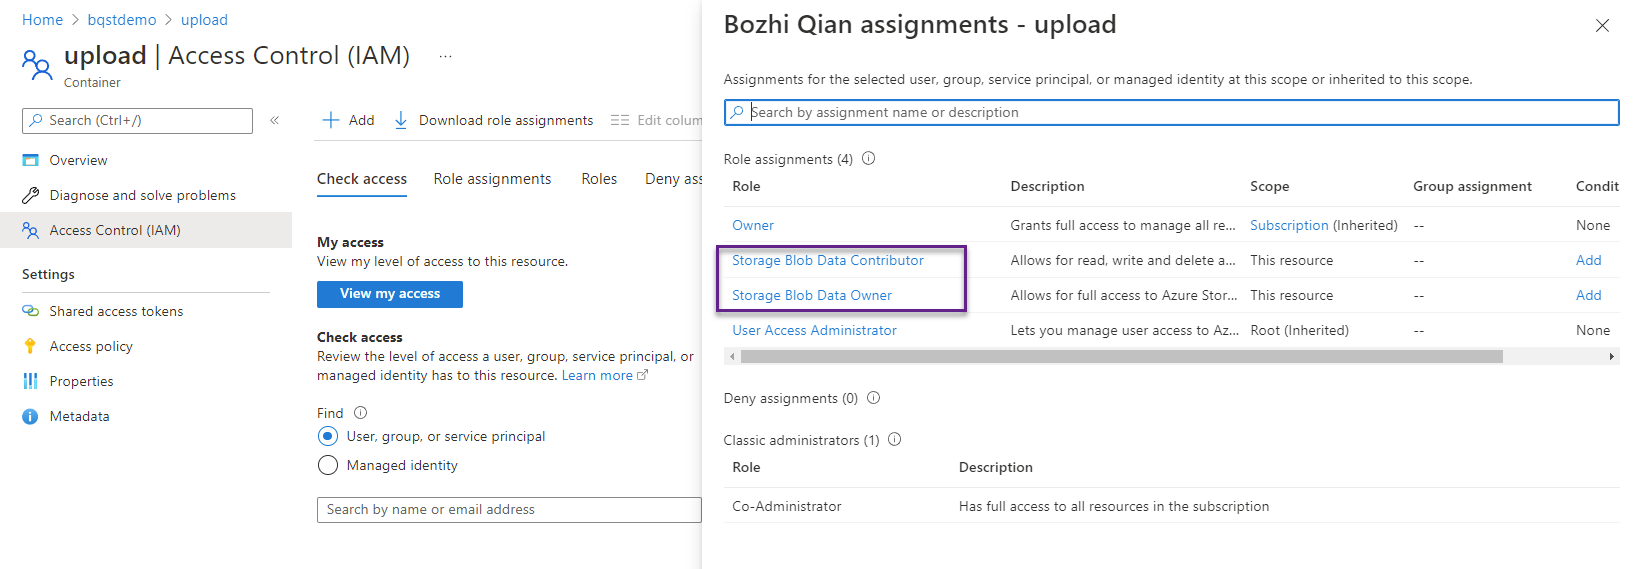 Home > bqstdemo > upload
upload | Access Control (IAM) ...
Container
Search (Ctrl+/)
«
Overview
Diagnose and solve problems
Access Control (IAM)
Settings
Shared access tokens
Access policy
Properties
Metadata
Add Download role assignments Edit colum
Check access Role assignments Roles Deny ass
My access
View my level of access to this resource.
View my access
Check access
Review the level of access a user, group, service principal, or
managed identity has to this resource. Learn more
Find
User, group, or service principal
Managed identity
Search by name or email address
Bozhi Qian assignments - upload
Assignments for the selected user, group, service principal, or managed identity at this scope or inherited to this scope.
Search by assignment name or description
Role assignments (4)
Role Description Scope Group assignment Condit
Owner Grants full access to manage all re... Subscription (Inherited) -- None
Storage Blob Data Contributor Allows for read, write and delete a... This resource -- Add
Storage Blob Data Owner Allows for full access to Azure Stor... This resource -- Add
User Access Administrator Lets you manage user access to Az... Root (Inherited) -- None
Deny assignments (0)
Classic administrators (1)
Role Description
Co-Administrator Has full access to all resources in the subscription